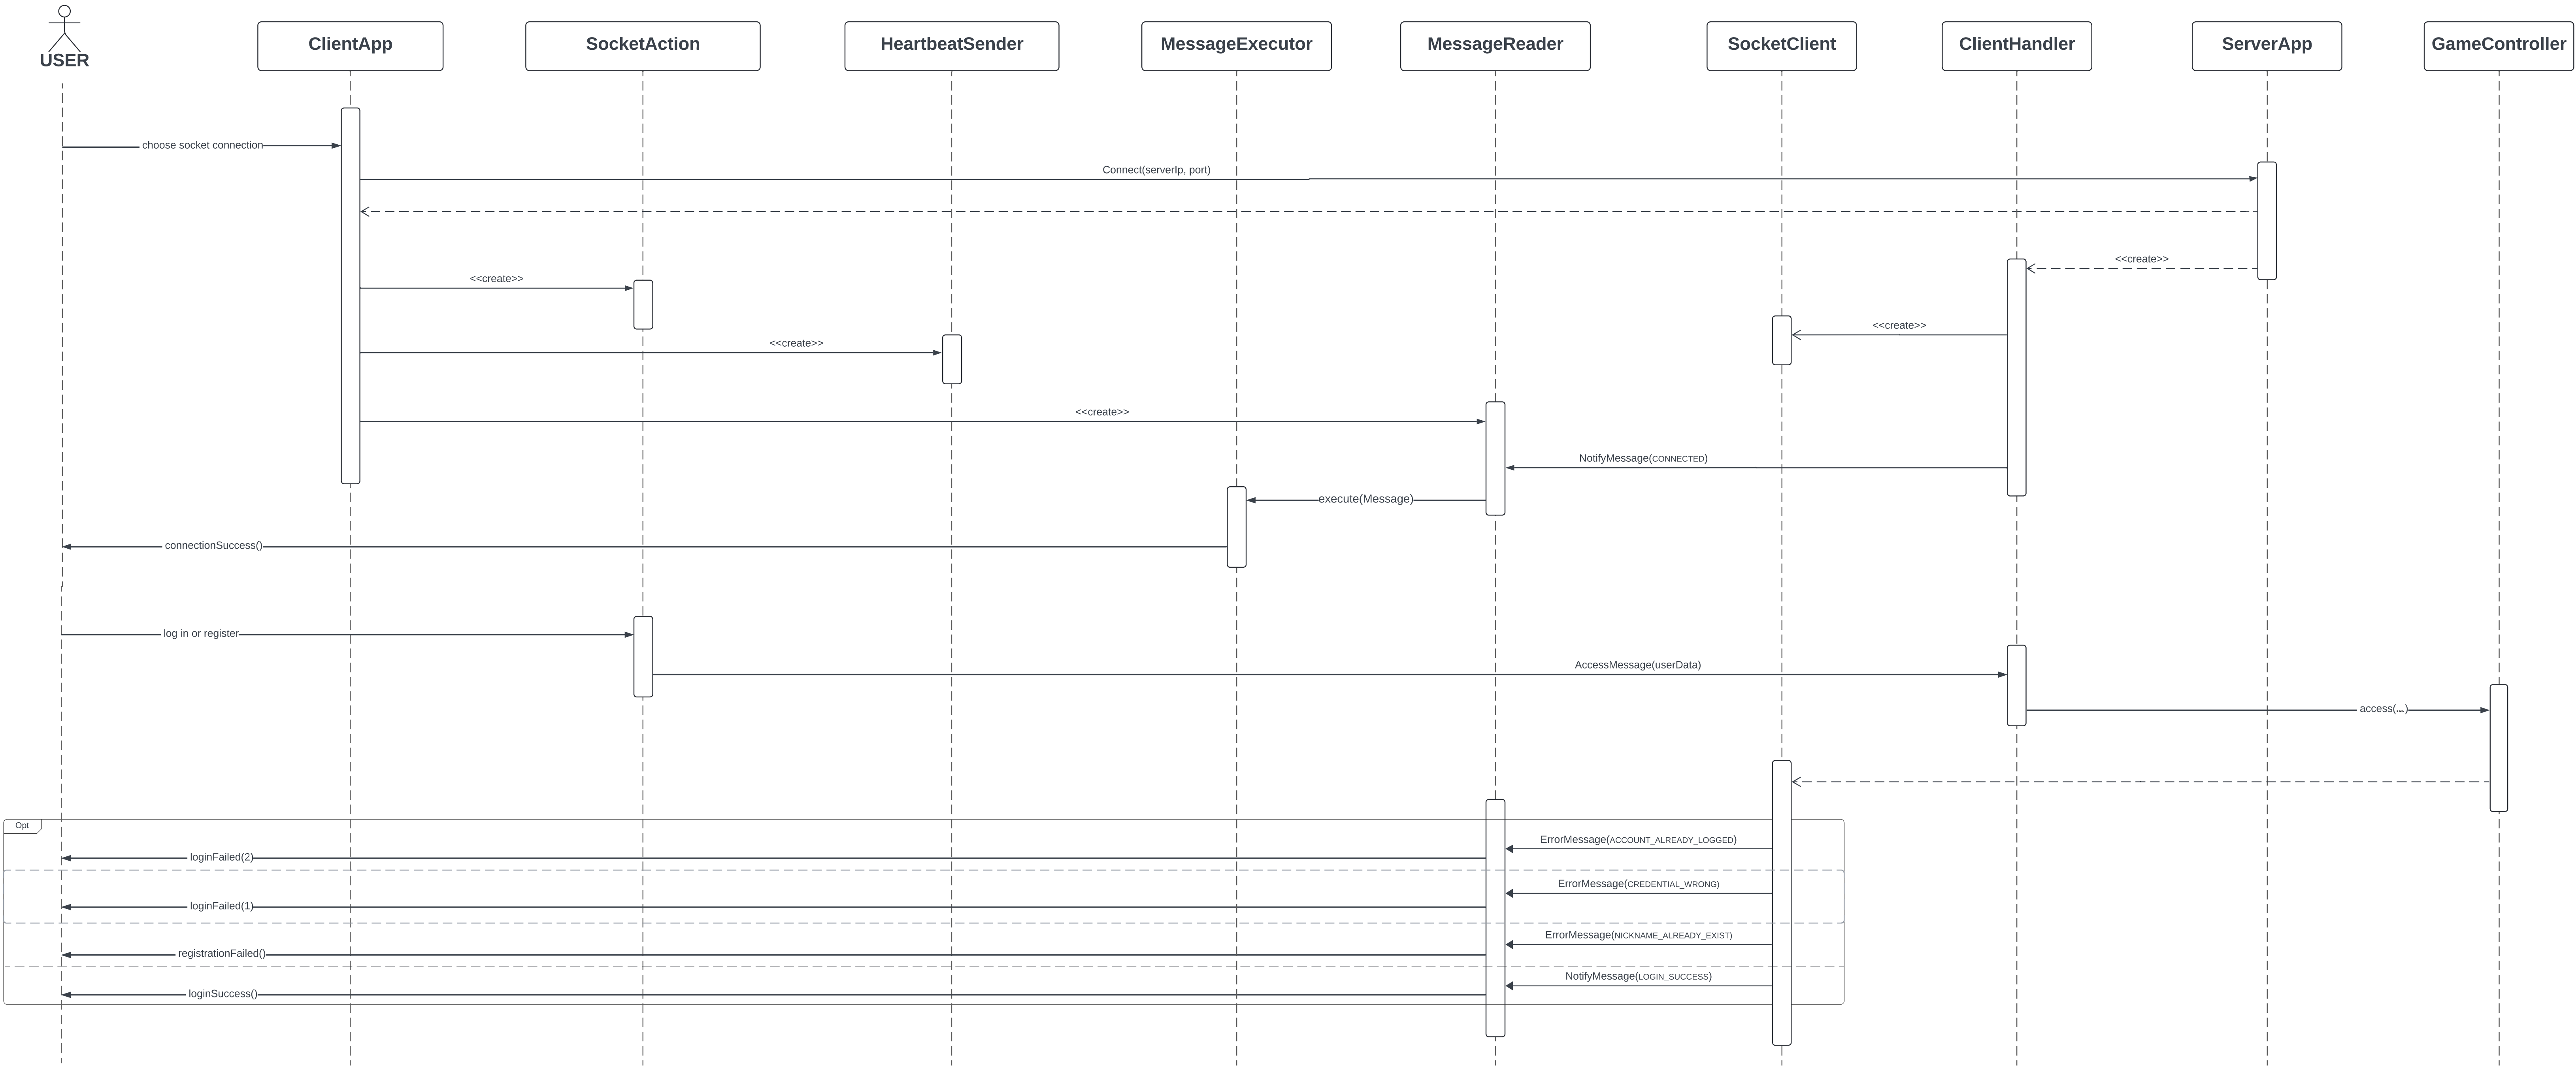 USER
ClientApp
SocketAction
HeartbeatSender
MessageExecutor
MessageReader
SocketClient
ClientHandler
ServerApp
GameController
choose socket connection
Connect(serverIp, port)
<<create>>
<<create>>
<<create>>
<<create>>
<<create>>
NotifyMessage(CONNECTED)
execute(Message)
connectionSuccess()
log in or register
AccessMessage(userData)
access(...)
Opt
ErrorMessage(ACCOUNT_ALREADY_LOGGED)
loginFailed(2)
ErrorMessage(CREDENTIAL_WRONG)
loginFailed(1)
ErrorMessage(NICKNAME_ALREADY_EXIST)
registrationFailed()
NotifyMessage(LOGIN_SUCCESS)
loginSuccess()